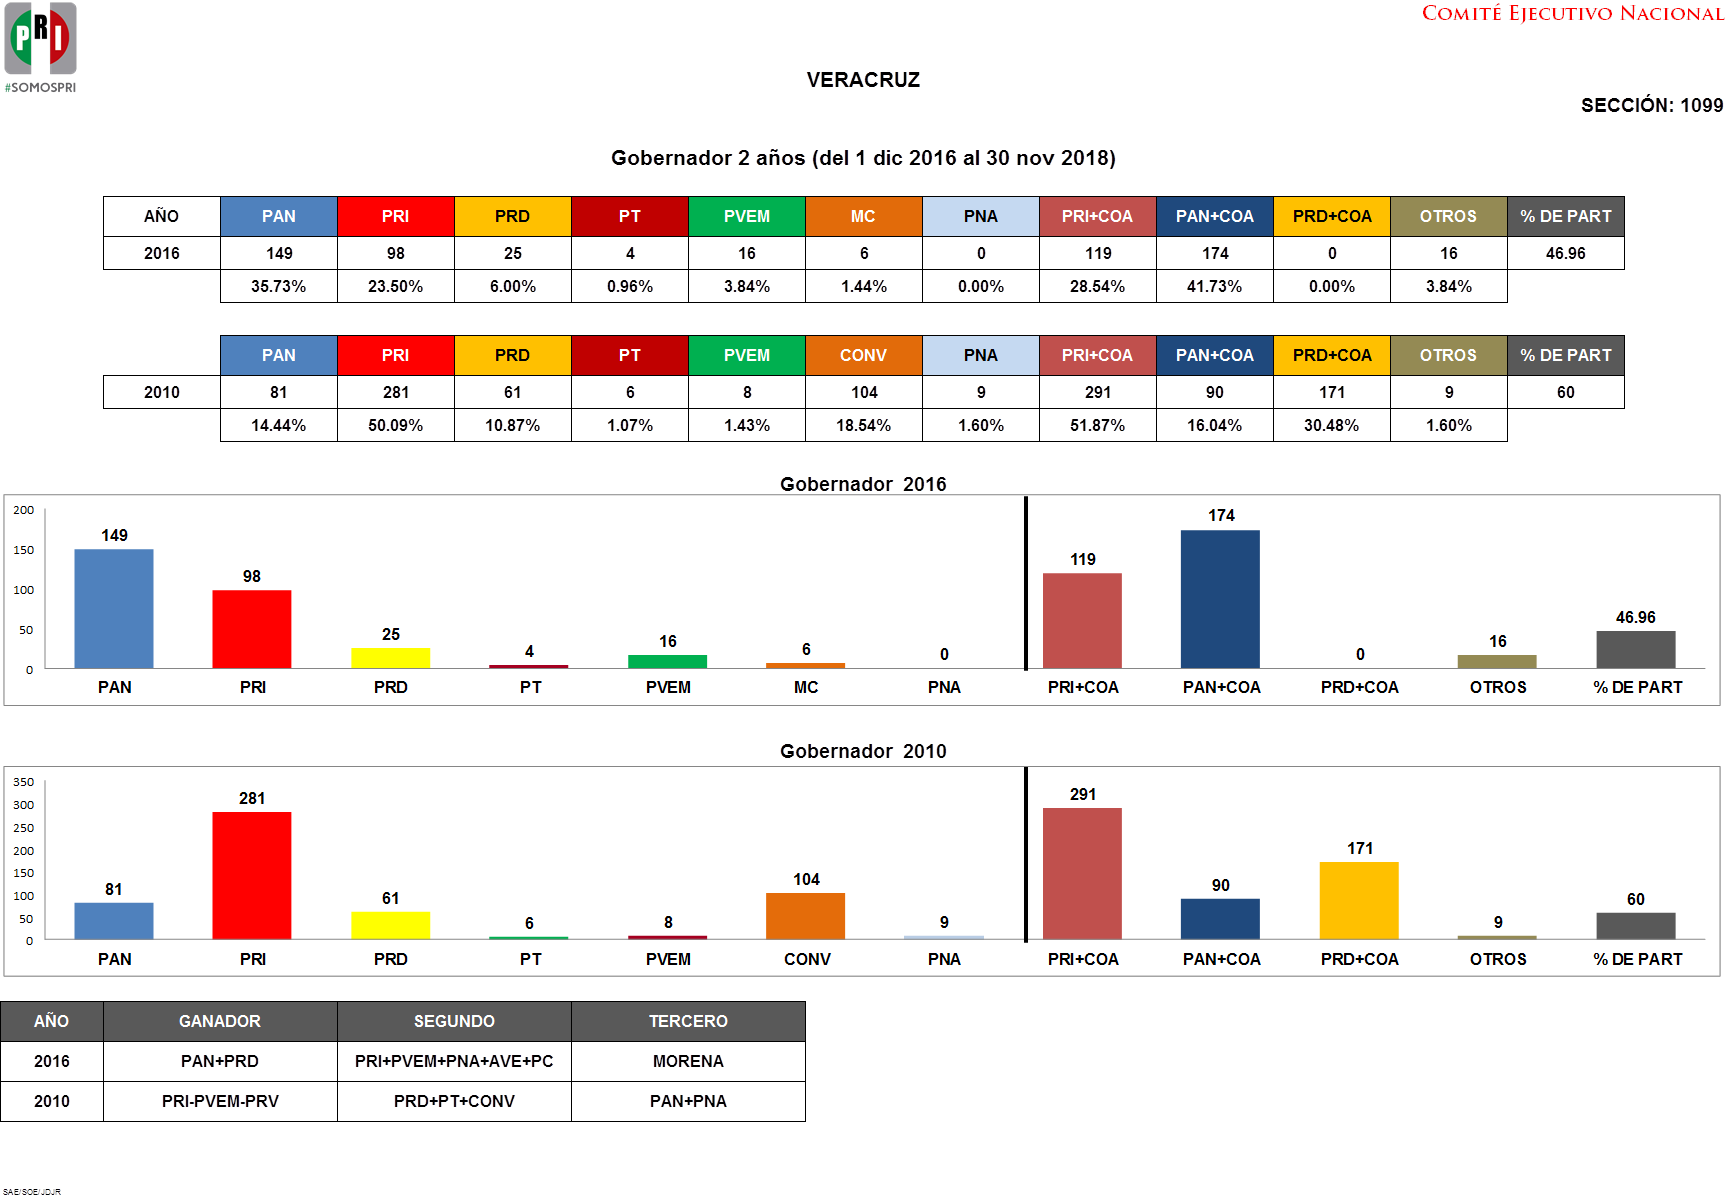 COMITÉ EJECUTIVO NACIONAL
PRI
#SOMOSPRI
VERACRUZ
SECCIÓN: 1099
Gobernador 2 años (del 1 dic 2016 al 30 nov 2018)
AÑO PAN PRI PRD PT PVEM MC PNA PRI+COA PAN+COA PRD+COA OTROS % DE PART
2016 149 98 25 4 16 6 0 119 174 0 16 46.96
35.73% 23.50% 6.00% 0.96% 3.84% 1.44% 0.00% 28.54% 41.73% 0.00% 3.84%
PAN PRI PRD PT PVEM CONV PNA PRI+COA PAN+COA PRD+COA OTROS % DE PART
2010 81 281 61 6 8 104 9 291 90 171 9 60
14.44% 50.09% 10.87% 1.07% 1.43% 18.54% 1.60% 51.87% 16.04% 30.48% 1.60%
Gobernador 2016
200
150
100
50
0
149 98 25 4 16 6 0 119 174 0 16 46.96
PAN PRI PRD PT PVEM MC PNA PRI+COA PAN+COA PRD+COA OTROS % DE PART
Gobernador 2010
350
300
250
200
150
100
50
0
81 281 61 6 8 104 9 291 90 171 9 60
PAN PRI PRD PT PVEM CONV PNA PRI+COA PAN+COA PRD+COA OTROS % DE PART
AÑO GANADOR SEGUNDO TERCERO
2016 PAN+PRD PRI+PVEM+PNA+AVE+PC MORENA
2010 PRI-PVEM-PRV PRD+PT+CONV PAN+PNA
SAE/SOE/JDJR